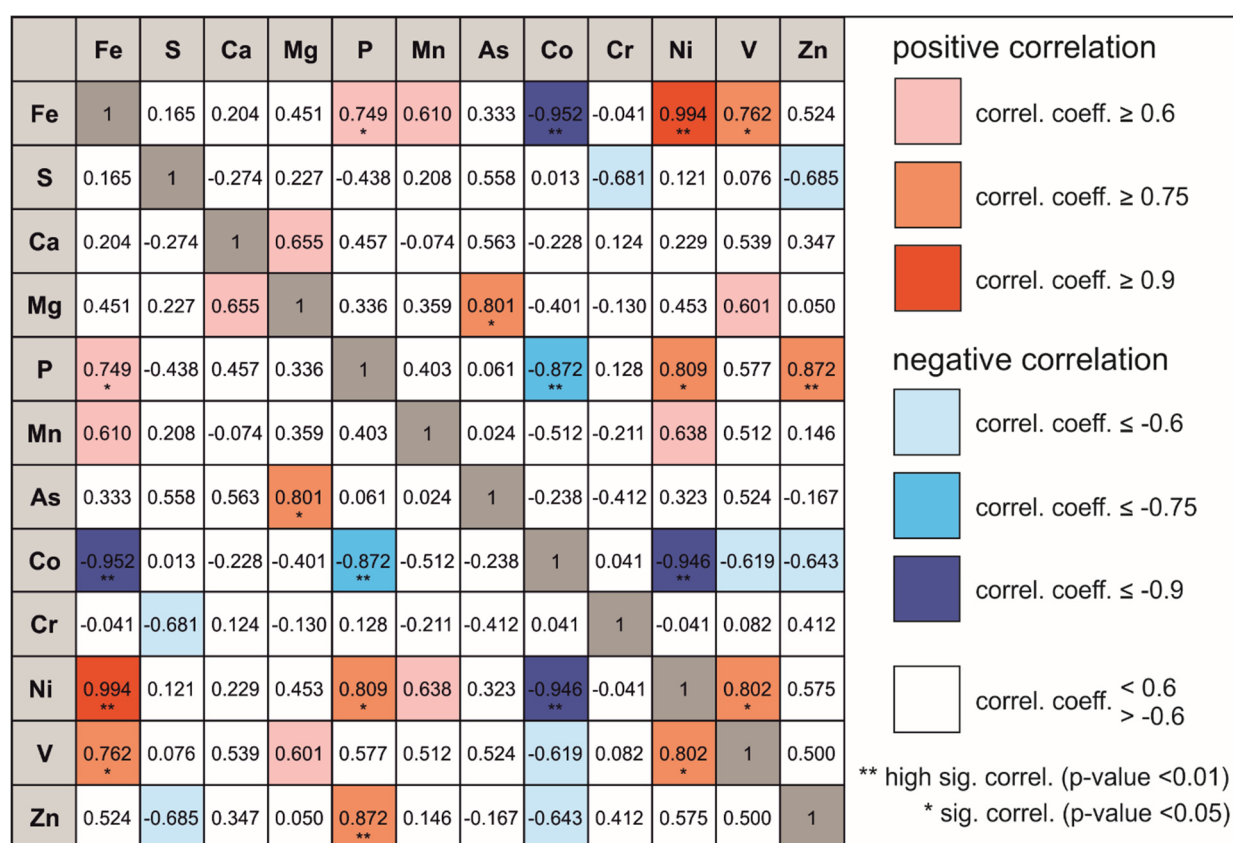 Fe S Ca Mg P Mn As Co Cr Ni V Zn
Fe 1 0.165 0.204 0.451 0.749 * 0.610 0.333 -0.952 ** -0.041 0.994 ** 0.762 * 0.524
S 0.165 1 -0.274 0.227 -0.438 0.208 0.558 0.013 -0.681 0.121 0.076 -0.685
Ca 0.204 -0.274 1 0.655 0.457 -0.074 0.563 -0.228 0.124 0.229 0.539 0.347
Mg 0.451 0.227 0.655 1 0.336 0.359 0.801 * -0.401 -0.130 0.453 0.601 0.050
P 0.749 * -0.438 0.457 0.336 1 0.403 0.061 -0.872 ** 0.128 0.809 * 0.577 0.872 **
Mn 0.610 0.208 -0.074 0.359 0.403 1 0.024 -0.512 -0.211 0.638 0.512 0.146
As 0.333 0.558 0.563 0.801 * 0.061 0.024 1 -0.238 -0.412 0.323 0.524 -0.167
Co -0.952 ** 0.013 -0.228 -0.401 -0.872 ** -0.512 -0.238 1 0.041 -0.946 ** -0.619 -0.643
Cr -0.041 -0.681 0.124 -0.130 0.128 -0.211 -0.412 0.041 1 -0.041 0.082 0.412
Ni 0.994 ** 0.121 0.229 0.453 0.809 * 0.638 0.323 -0.946 ** -0.041 1 0.802 * 0.575
V 0.762 * 0.076 0.539 0.601 0.577 0.512 0.524 -0.619 0.082 0.802 * 1 0.500
Zn 0.524 -0.685 0.347 0.050 0.872 ** 0.146 -0.167 -0.643 0.412 0.575 0.500 1
positive correlation
correl. coeff. ≥ 0.6
correl. coeff. ≥ 0.75
correl. coeff. ≥ 0.9
negative correlation
correl. coeff. ≤ -0.6
correl. coeff. ≤ -0.75
correl. coeff. ≤ -0.9
correl. coeff. < 0.6
> -0.6
** high sig. correl. (p-value <0.01)
* sig. correl. (p-value <0.05)